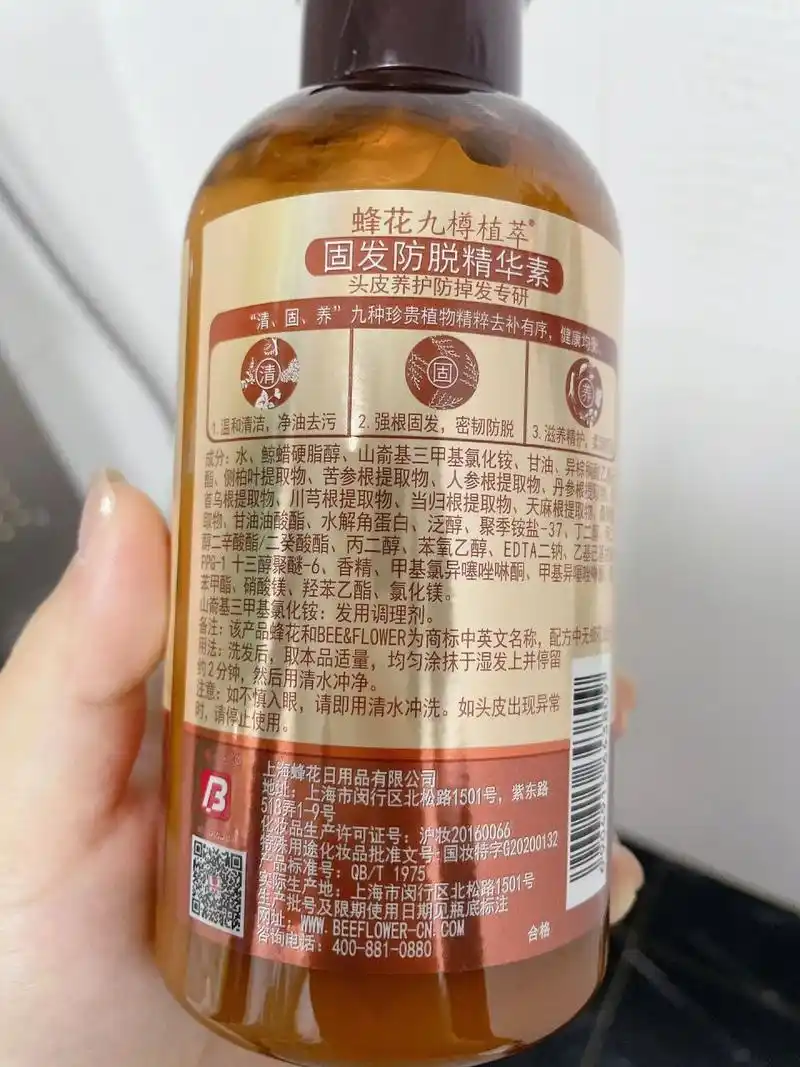 蜂花九樽植萃®
固发防脱精华素
头皮养护防掉发专研
“清、固、养”九种珍贵植物精粹去补有序，健康均衡
清
固
养
1.温和清洁，净油去污
2.强根固发，密韧防脱
3.滋养精护，
成分：水、鲸蜡硬脂醇、山嵛基三甲基氯化铵、甘油、异棕榈酸乙
酯、侧柏叶提取物、苦参根提取物、人参根提取物、丹参根提取物
首乌根提取物、川芎根提取物、当归根提取物、天麻根提取物、
取物、甘油油酸酯、水解角蛋白、泛醇、聚季铵盐-37、丁二
醇二辛酸酯/二癸酸酯、丙二醇、苯氧乙醇、EDTA二钠、乙基己基
PPG-1 十三醇聚醚-6、香精、甲基氯异噻唑啉酮、甲基异噻唑啉酮、
苯甲酯、硝酸镁、羟苯乙酯、氯化镁。
山嵛基三甲基氯化铵：发用调理剂。
备注：该产品蜂花和BEE&FLOWER为商标中英文名称，配方中无
用法：洗发后，取本品适量，均匀涂抹于湿发上并停留
约2分钟，然后用清水冲净。
注意：如不慎入眼，请即用清水冲洗。如头皮出现异常
时，请停止使用。
上海蜂花日用品有限公司
地址：上海市闵行区北松路1501号，紫东路
518弄1-9号
化妆品生产许可证号：沪妆20160066
特殊用途化妆品批准文号：国妆特字G20200132
产品标准号：QB/T 1975
实际生产地：上海市闵行区北松路1501号
生产批号及限期使用日期见瓶底标注
网址：WWW.BEEFLOWER-CN.COM
咨询电话：400-881-0880
合格